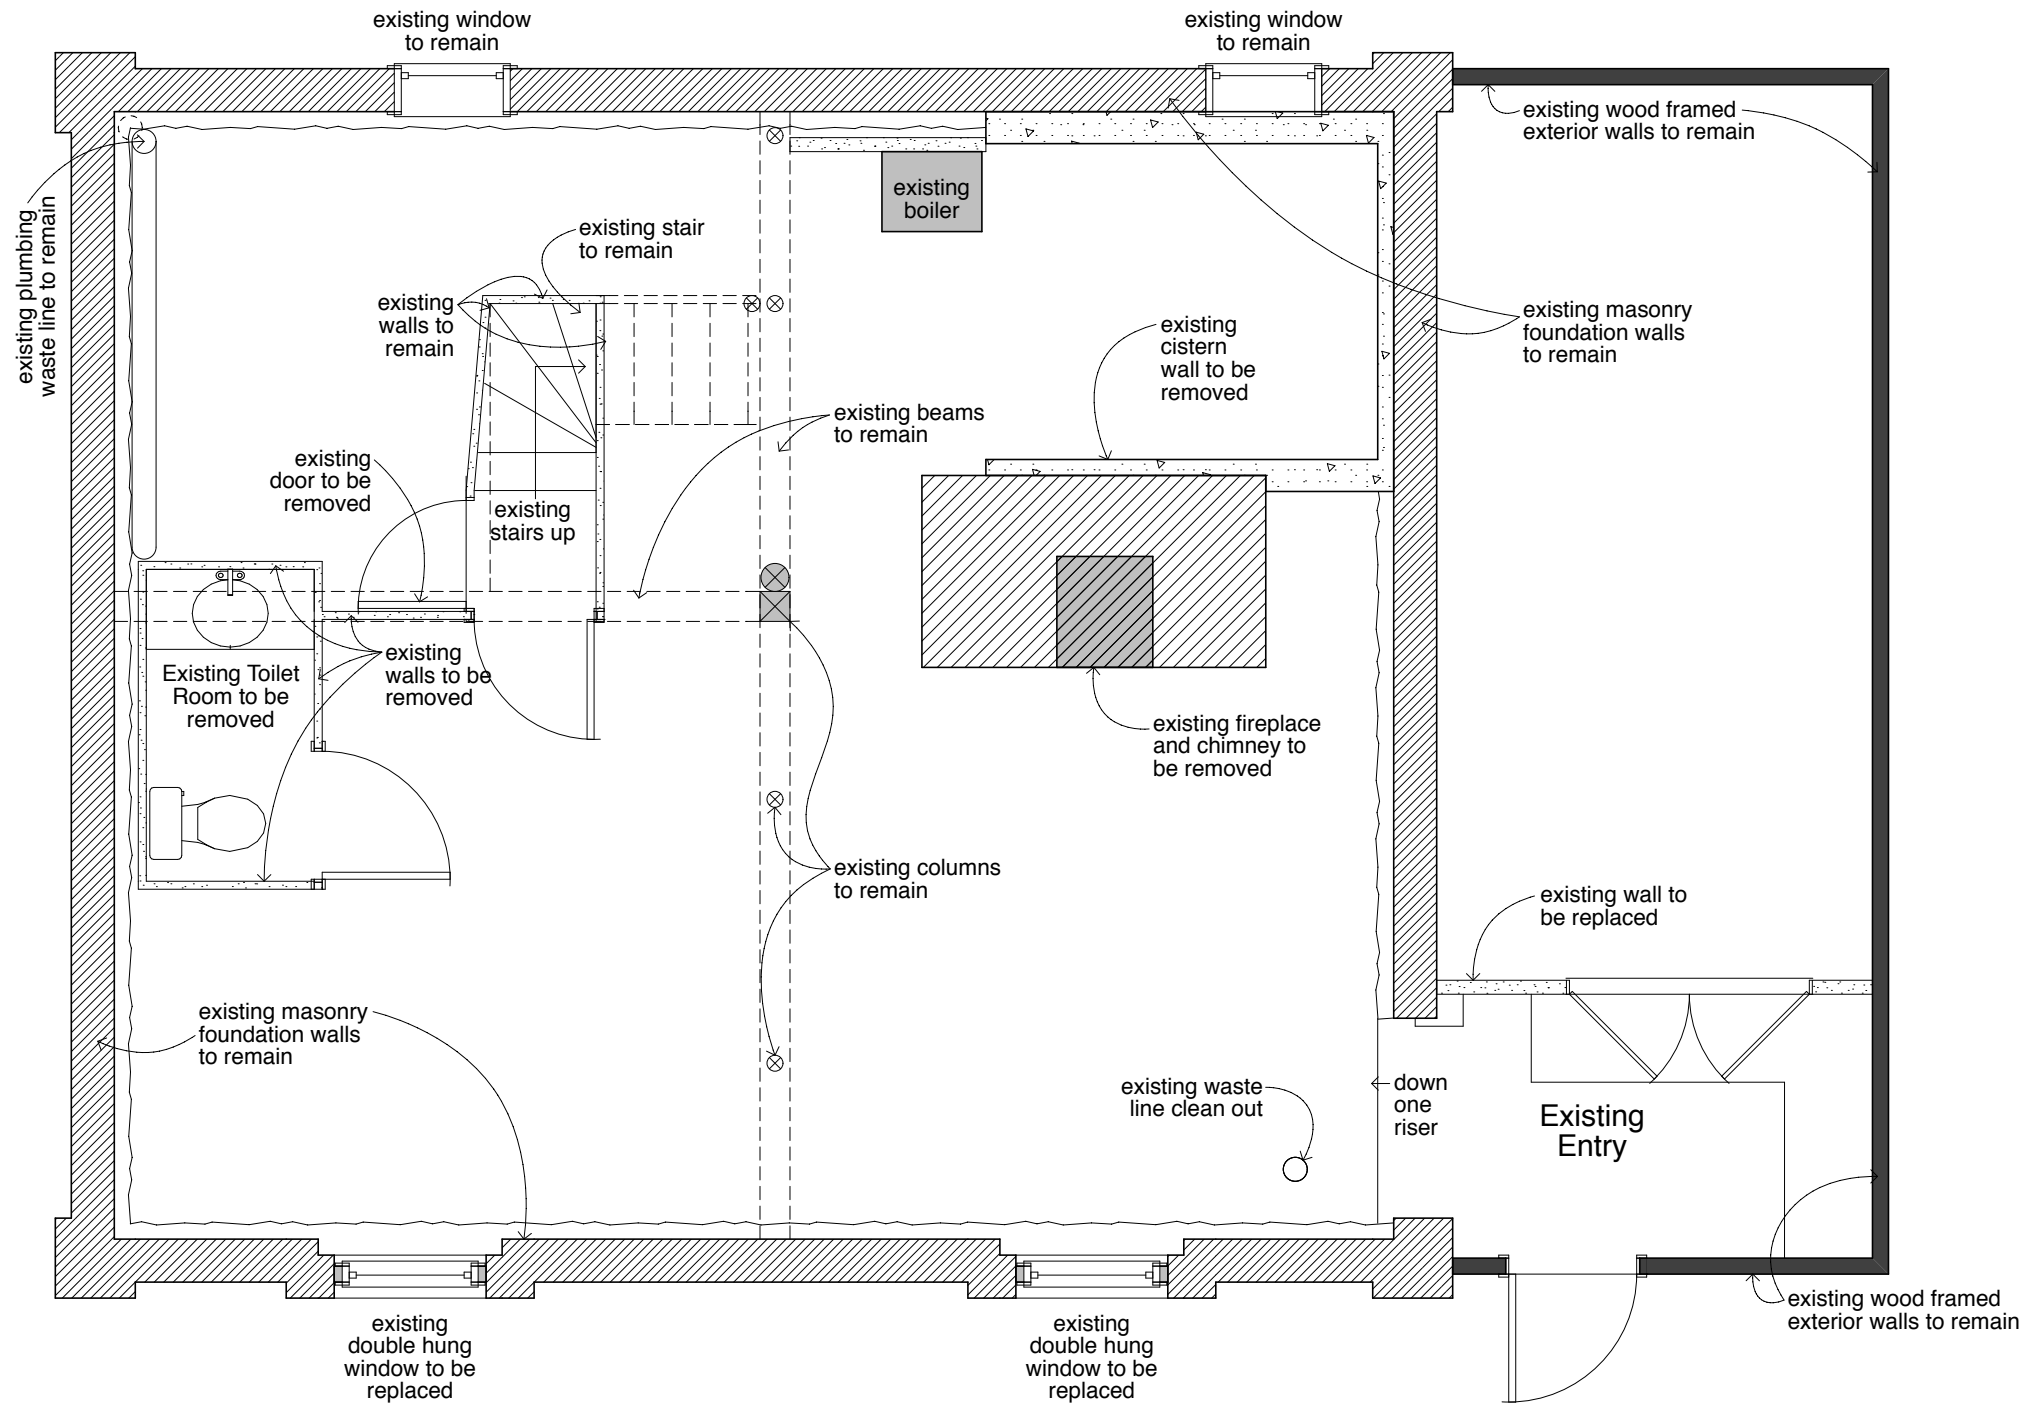 existing window
to remain
existing window
to remain
existing wood framed
exterior walls to remain
existing
boiler
existing plumbing
waste line to remain
existing stair
to remain
existing
walls to
remain
existing masonry
foundation walls
to remain
existing
cistern
wall to be
removed
existing beams
to remain
existing
door to be
removed
existing
stairs up
existing
walls to be
removed
Existing Toilet
Room to be
removed
existing fireplace
and chimney to
be removed
existing columns
to remain
existing wall to
be replaced
existing masonry
foundation walls
to remain
existing waste
line clean out
down
one
riser
Existing
Entry
existing wood framed
exterior walls to remain
existing
double hung
window to be
replaced
existing
double hung
window to be
replaced